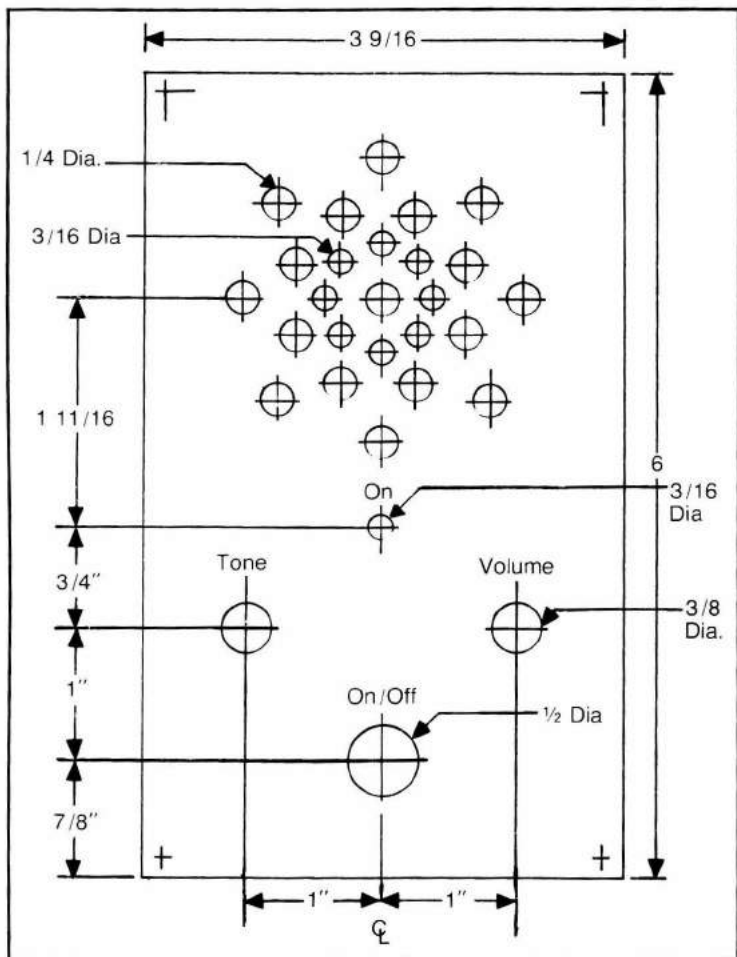 3 9/16
1/4 Dia.
3/16 Dia
1 11/16
6
On
3/16
Dia
Tone
Volume
3/4"
3/8
Dia.
1"
On/Off
½ Dia
7/8"
1"
1"
℄